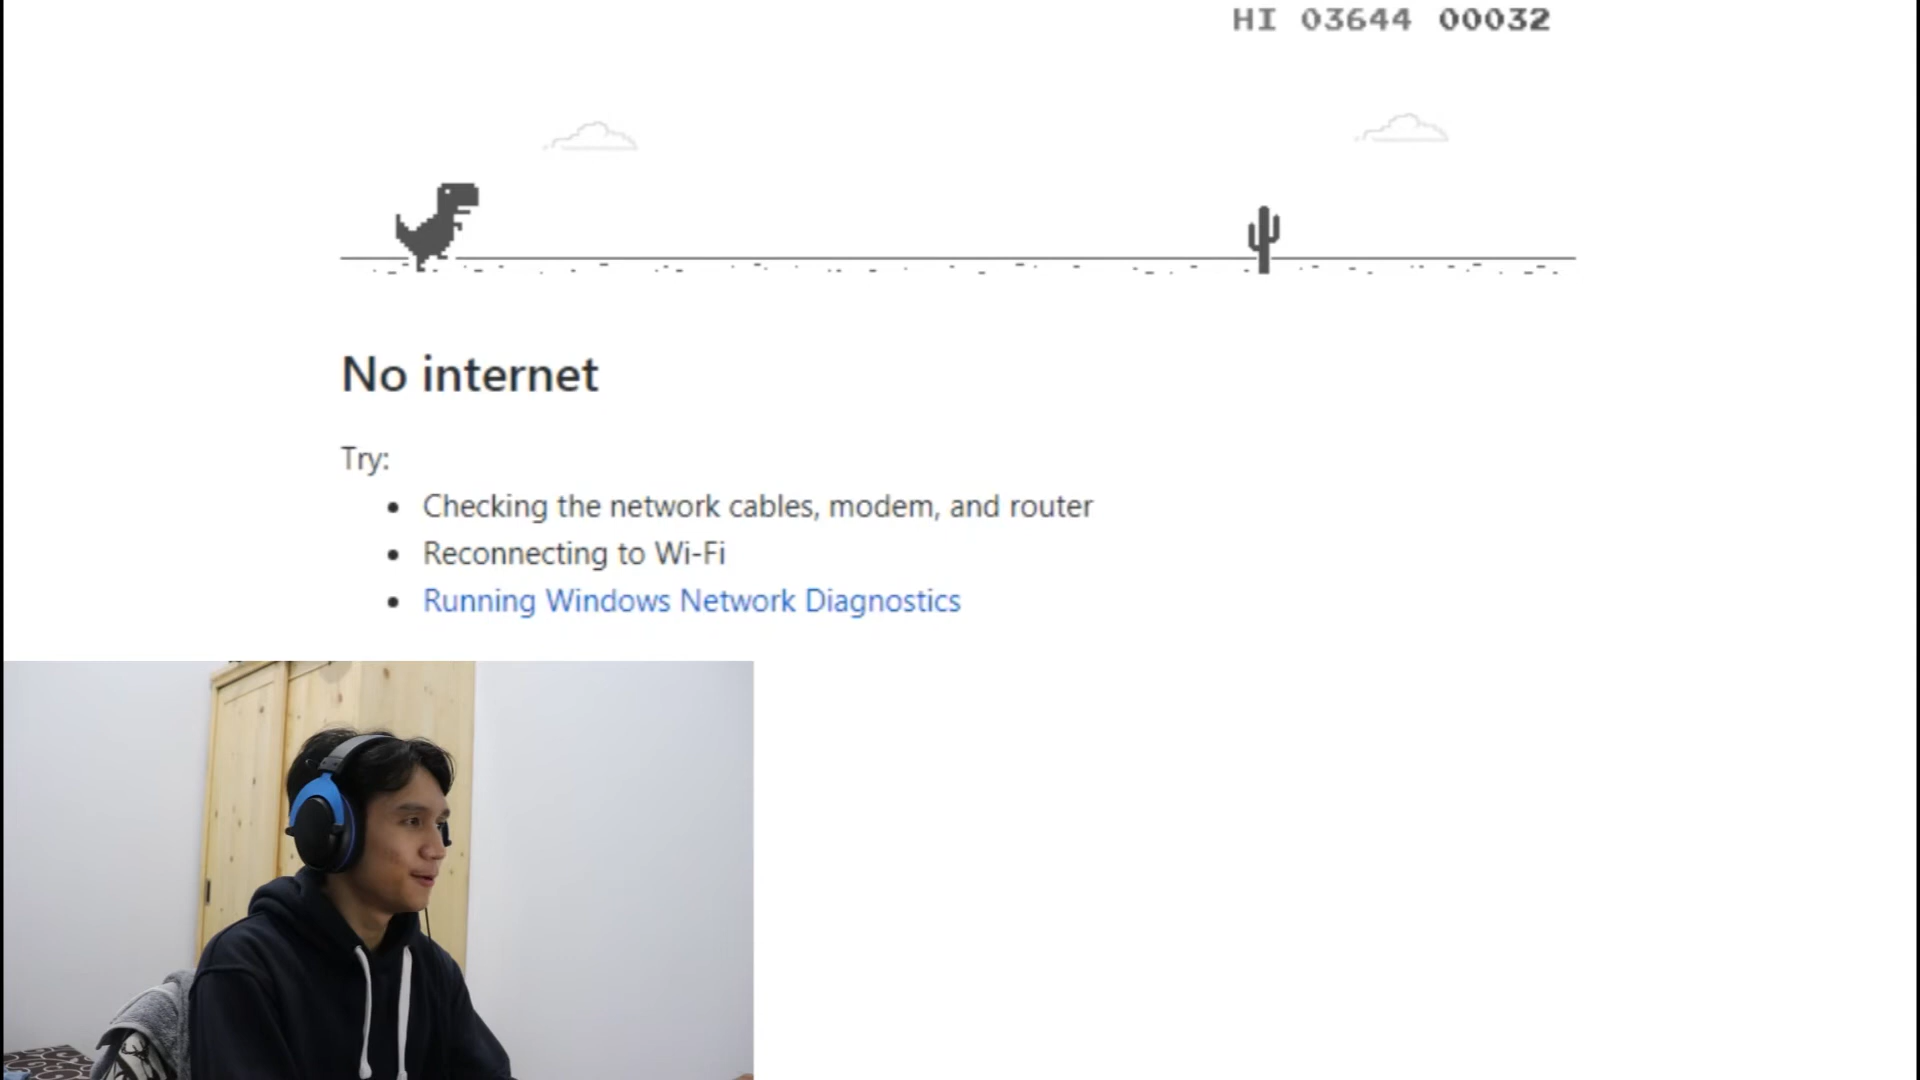 HI 03644 00032
No internet
Try:
Checking the network cables, modem, and router
Reconnecting to Wi-Fi
Running Windows Network Diagnostics